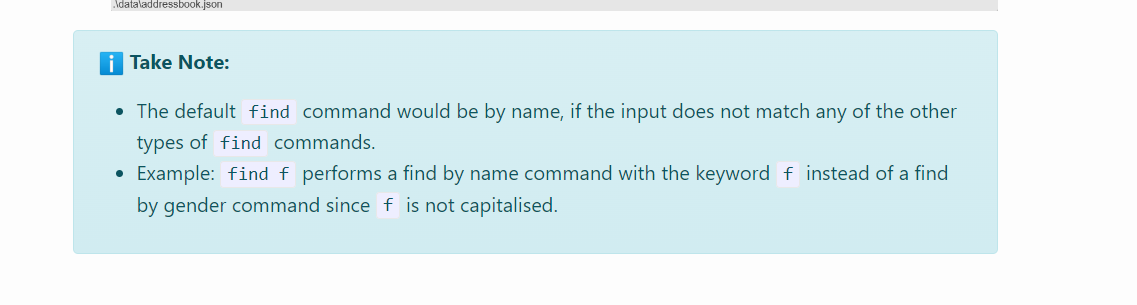 .\data\addressbook.json
i Take Note:
• The default find command would be by name, if the input does not match any of the other
types of find commands.
• Example: find f performs a find by name command with the keyword f instead of a find
by gender command since f is not capitalised.